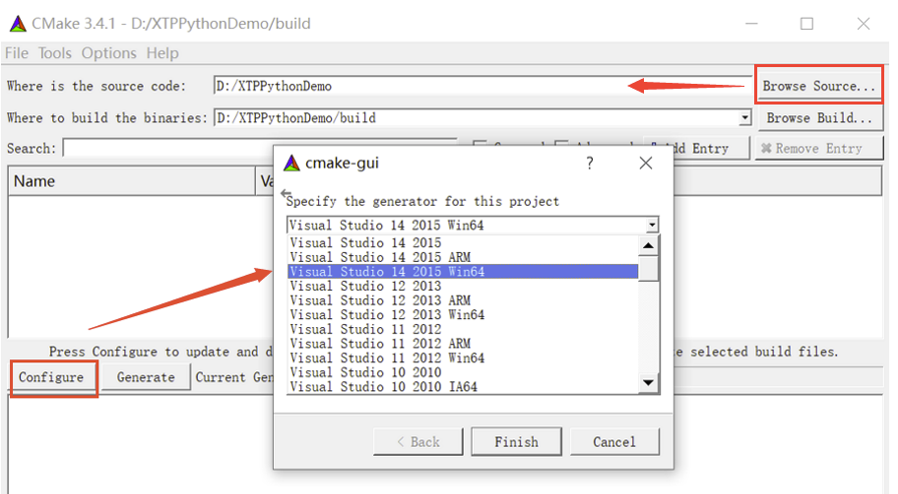 CMake 3.4.1 - D:/XTPPythonDemo/build
File Tools Options Help
Where is the source code: D:/XTPPythonDemo Browse Source...
Where to build the binaries: D:/XTPPythonDemo/build Browse Build...
Search: Add Entry Remove Entry
Name
cmake-gui ?
Specify the generator for this project
Visual Studio 14 2015 Win64
Visual Studio 14 2015
Visual Studio 14 2015 ARM
Visual Studio 14 2015 Win64
Visual Studio 12 2013
Visual Studio 12 2013 ARM
Visual Studio 12 2013 Win64
Visual Studio 11 2012
Visual Studio 11 2012 ARM
Visual Studio 11 2012 Win64
Visual Studio 10 2010
Visual Studio 10 2010 IA64
Press Configure to update and selected build files.
Configure Generate Current
< Back Finish Cancel